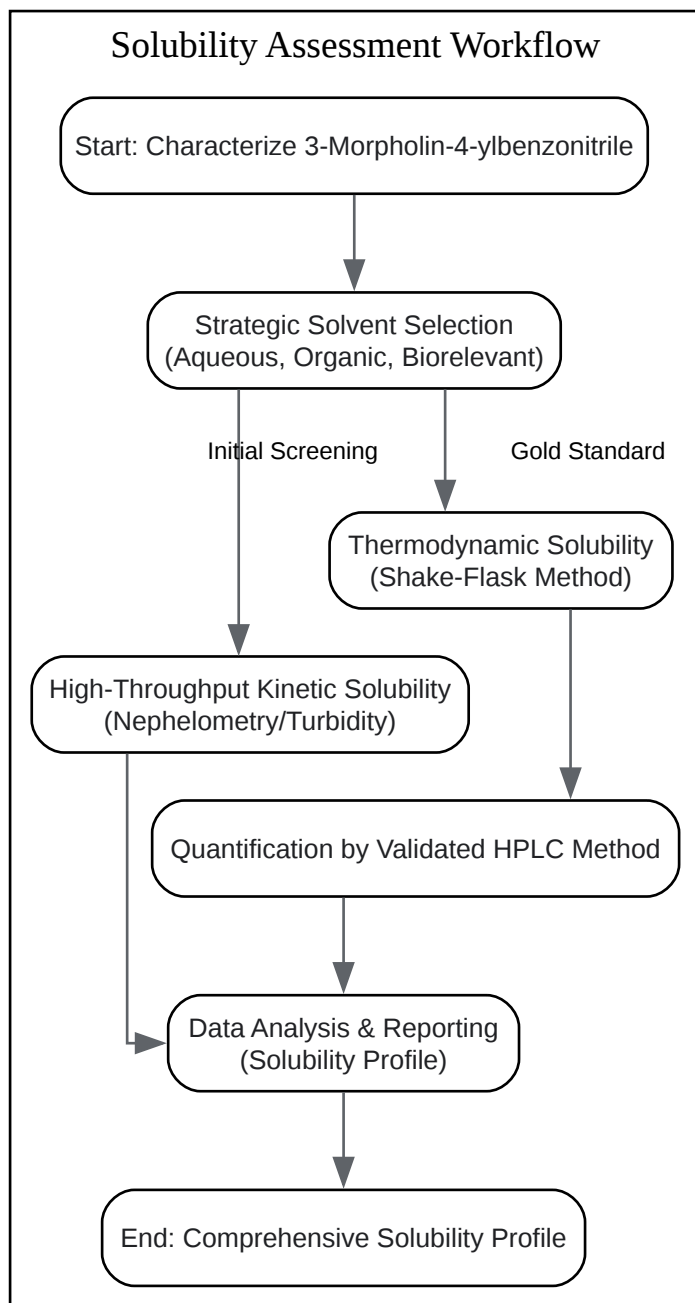 Solubility Assessment Workflow
Start: Characterize 3-Morpholin-4-ylbenzonitrile
Strategic Solvent Selection
(Aqueous, Organic, Biorelevant)
Initial Screening
Gold Standard
Thermodynamic Solubility
(Shake-Flask Method)
High-Throughput Kinetic Solubility
(Nephelometry/Turbidity)
Quantification by Validated HPLC Method
Data Analysis & Reporting
(Solubility Profile)
End: Comprehensive Solubility Profile